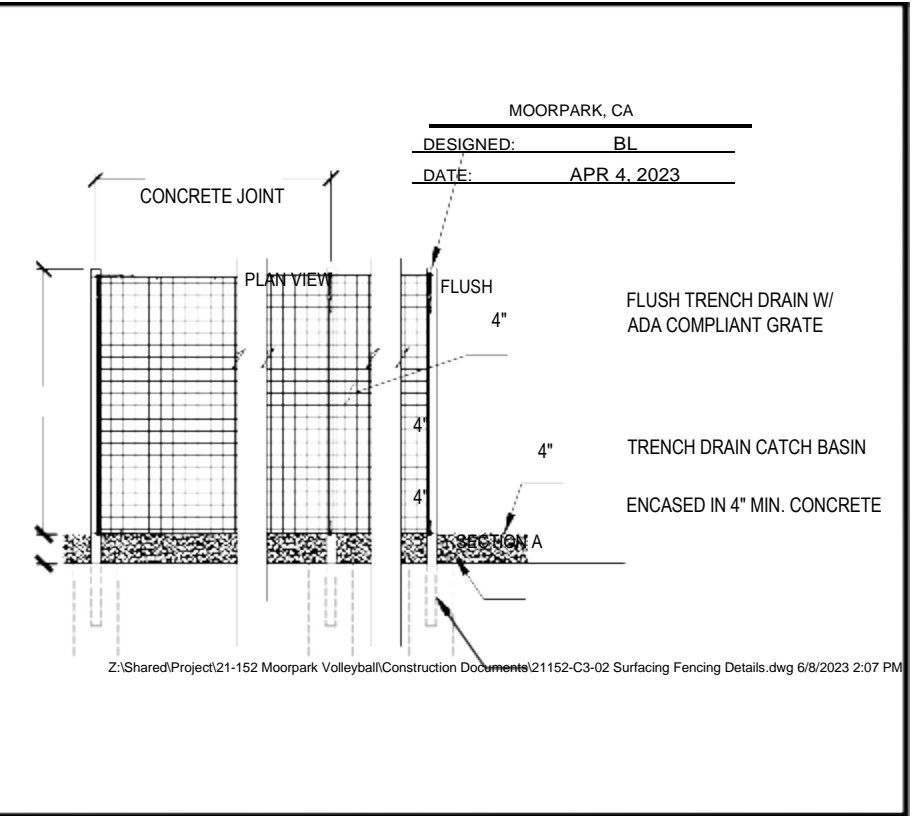 MOORPARK, CA
DESIGNED: BL
DATE: APR 4, 2023
CONCRETE JOINT
PLAN VIEW
FLUSH
4"
FLUSH TRENCH DRAIN W/
ADA COMPLIANT GRATE
4"
4"
TRENCH DRAIN CATCH BASIN
4"
ENCASED IN 4" MIN. CONCRETE
SECTION A
Z:\Shared\Project\21-152 Moorpark Volleyball\Construction Documents\21152-C3-02 Surfacing Fencing Details.dwg 6/8/2023 2:07 PM